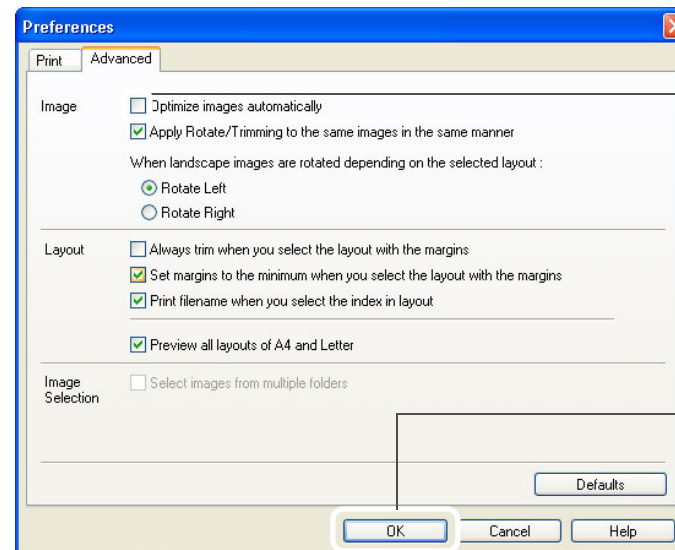 Preferences
Print Advanced
Image
Optimize images automatically
Apply Rotate/Trimming to the same images in the same manner
When landscape images are rotated depending on the selected layout :
Rotate Left
Rotate Right
Layout
Always trim when you select the layout with the margins
Set margins to the minimum when you select the layout with the margins
Print filename when you select the index in layout
Preview all layouts of A4 and Letter
Image
Selection
Select images from multiple folders
Defaults
OK Cancel Help